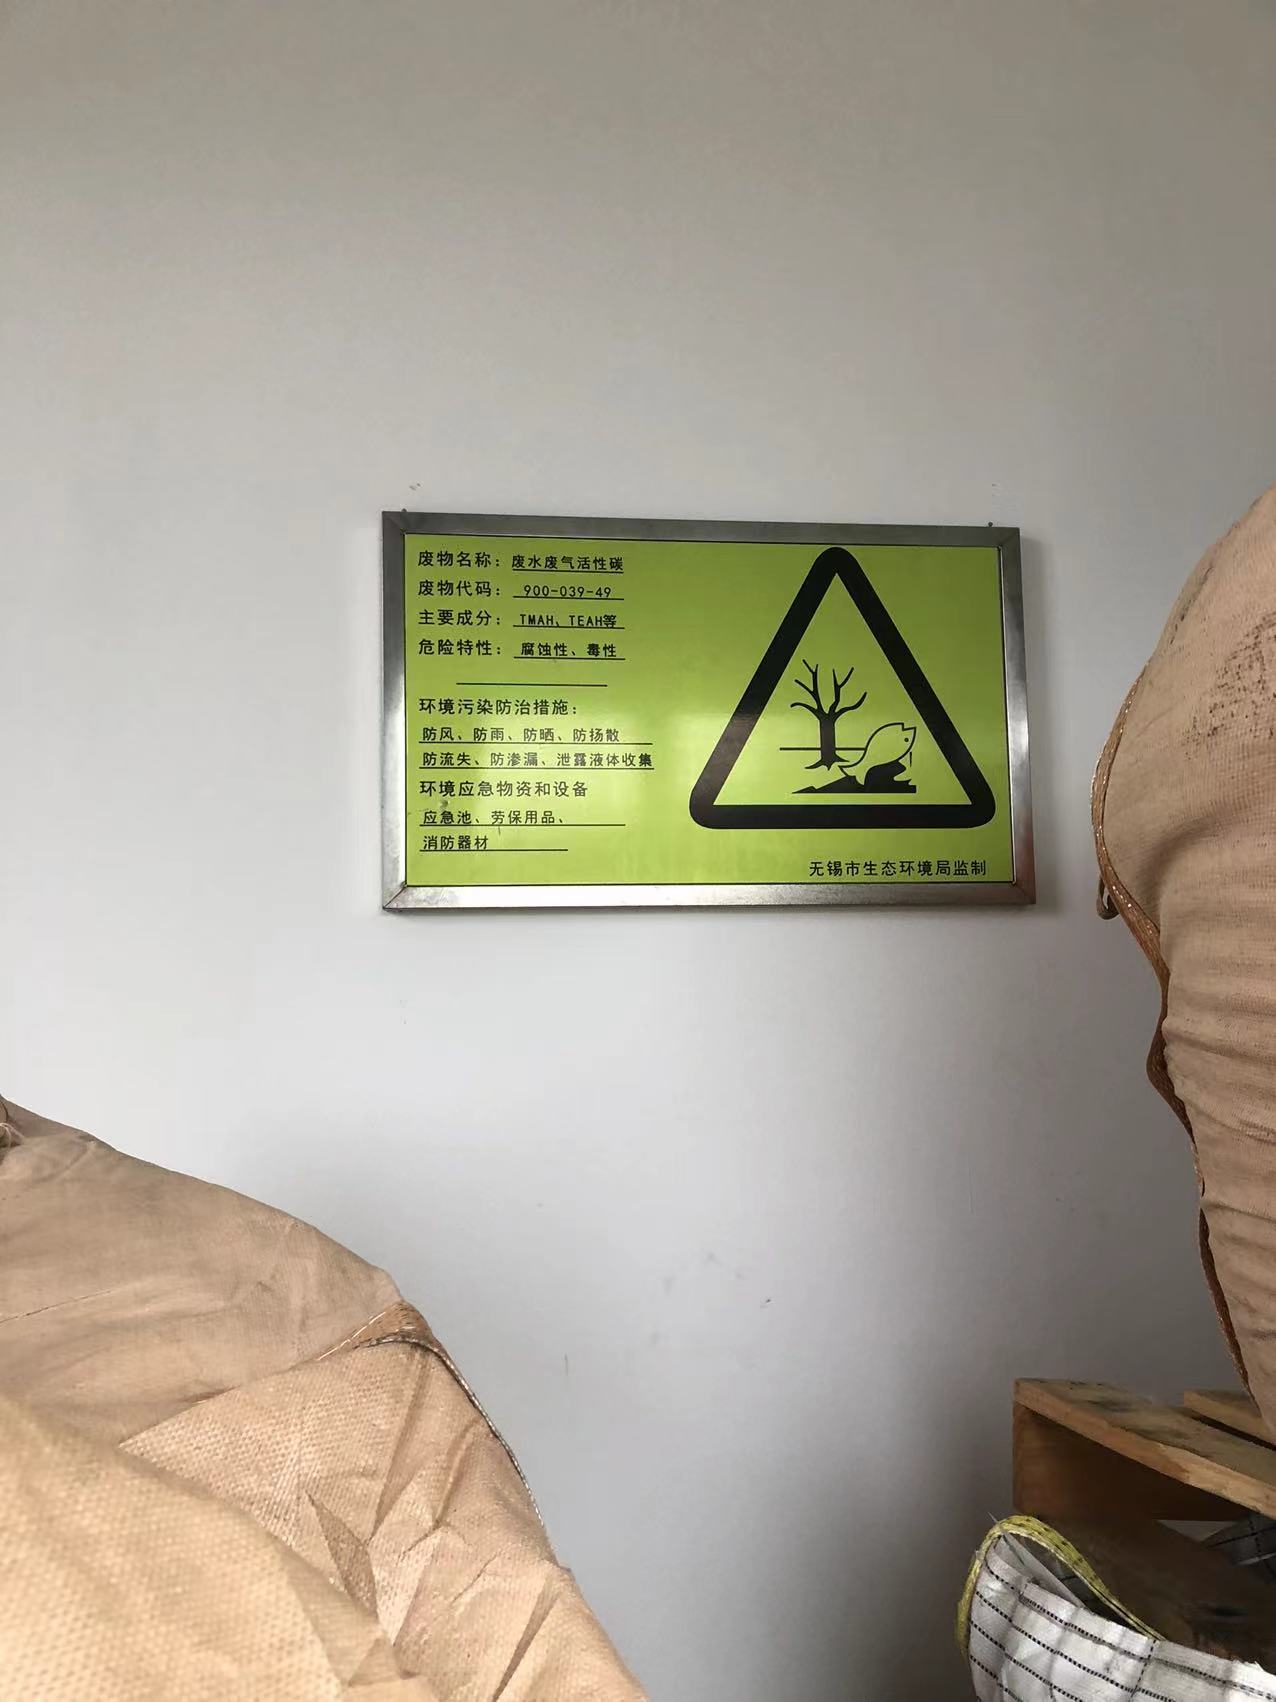 废物名称：废水废气活性碳
废物代码：900-039-49
主要成分：TMAH、TEAH等
危险特性：腐蚀性、毒性
环境污染防治措施：
防风、防雨、防晒、防扬散
防流失、防渗漏、泄露液体收集
环境应急物资和设备
应急池、劳保用品、
消防器材
无锡市生态环境局监制